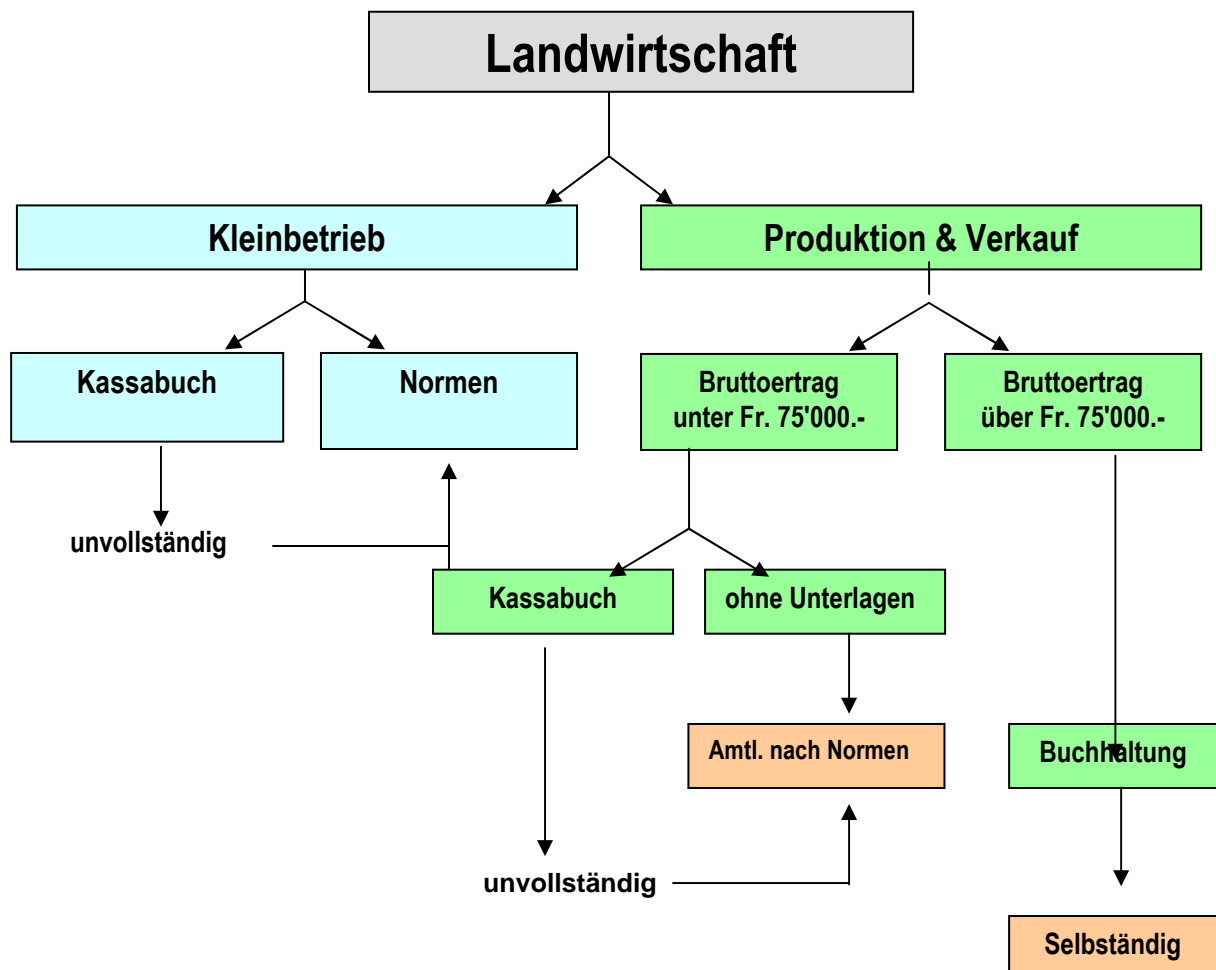 Landwirtschaft
Kleinbetrieb
Produktion & Verkauf
Kassabuch
Normen
Bruttoertrag
unter Fr. 75'000.-
Bruttoertrag
über Fr. 75'000.-
unvollständig
Kassabuch
ohne Unterlagen
Amtl. nach Normen
Buchhaltung
unvollständig
Selbständig